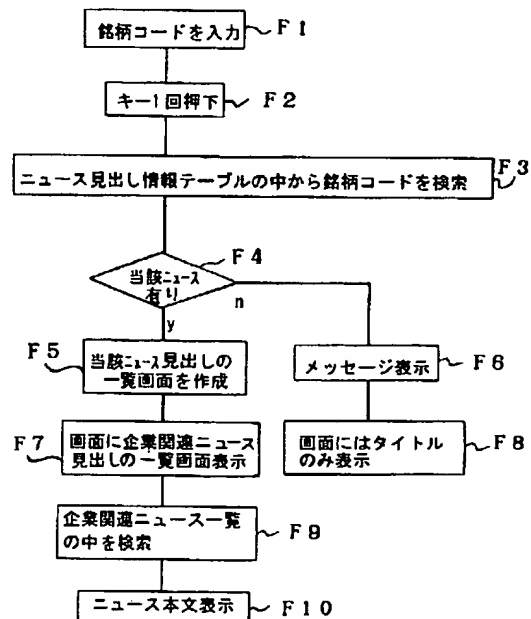 銘柄コードを入力
F1
キー1回押下
F2
ニュース見出し情報テーブルの中から銘柄コードを検索
F3
当該ニュース
有り
F4
n
y
F5
当該ニュース見出しの
一覧画面を作成
メッセージ表示
F6
F7
画面に企業関連ニュース
見出しの一覧画面表示
画面にはタイトル
のみ表示
F8
企業関連ニュース一覧
の中を検索
F9
ニュース本文表示
F10